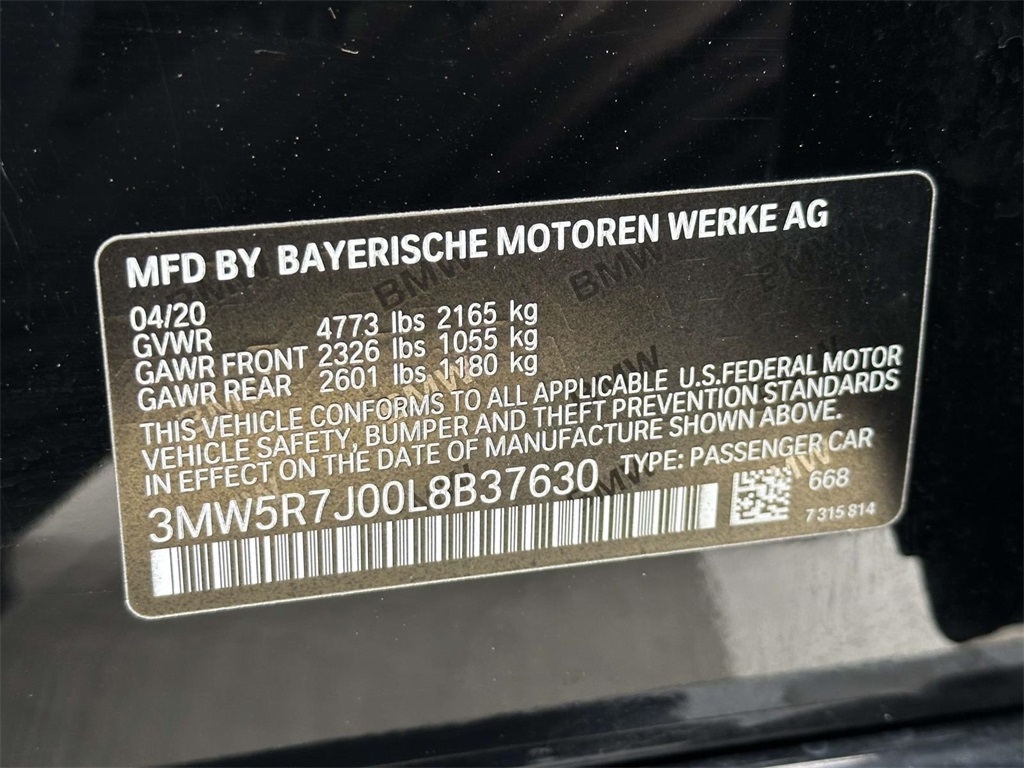 MFD BY BAYERISCHE MOTOREN WERKE AG
04/20
GVWR 4773 lbs 2165 kg
GAWR FRONT 2326 lbs 1055 kg
GAWR REAR 2601 lbs 1180 kg
THIS VEHICLE CONFORMS TO ALL APPLICABLE U.S.FEDERAL MOTOR
VEHICLE SAFETY, BUMPER AND THEFT PREVENTION STANDARDS
IN EFFECT ON THE DATE OF MANUFACTURE SHOWN ABOVE.
3MW5R7J00L8B37630 TYPE: PASSENGER CAR
668
7 315 814